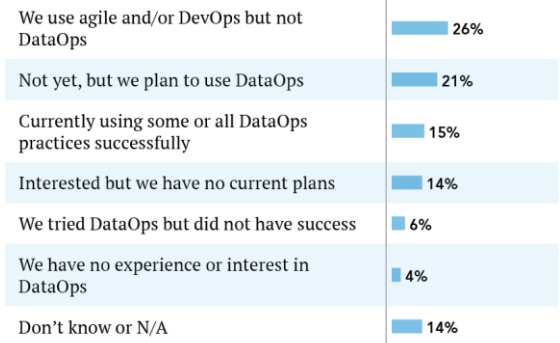 We use agile and/or DevOps but not
DataOps
26%
Not yet, but we plan to use DataOps
21%
Currently using some or all DataOps
practices successfully
15%
Interested but we have no current plans
14%
We tried DataOps but did not have success
6%
We have no experience or interest in
DataOps
4%
Don’t know or N/A
14%